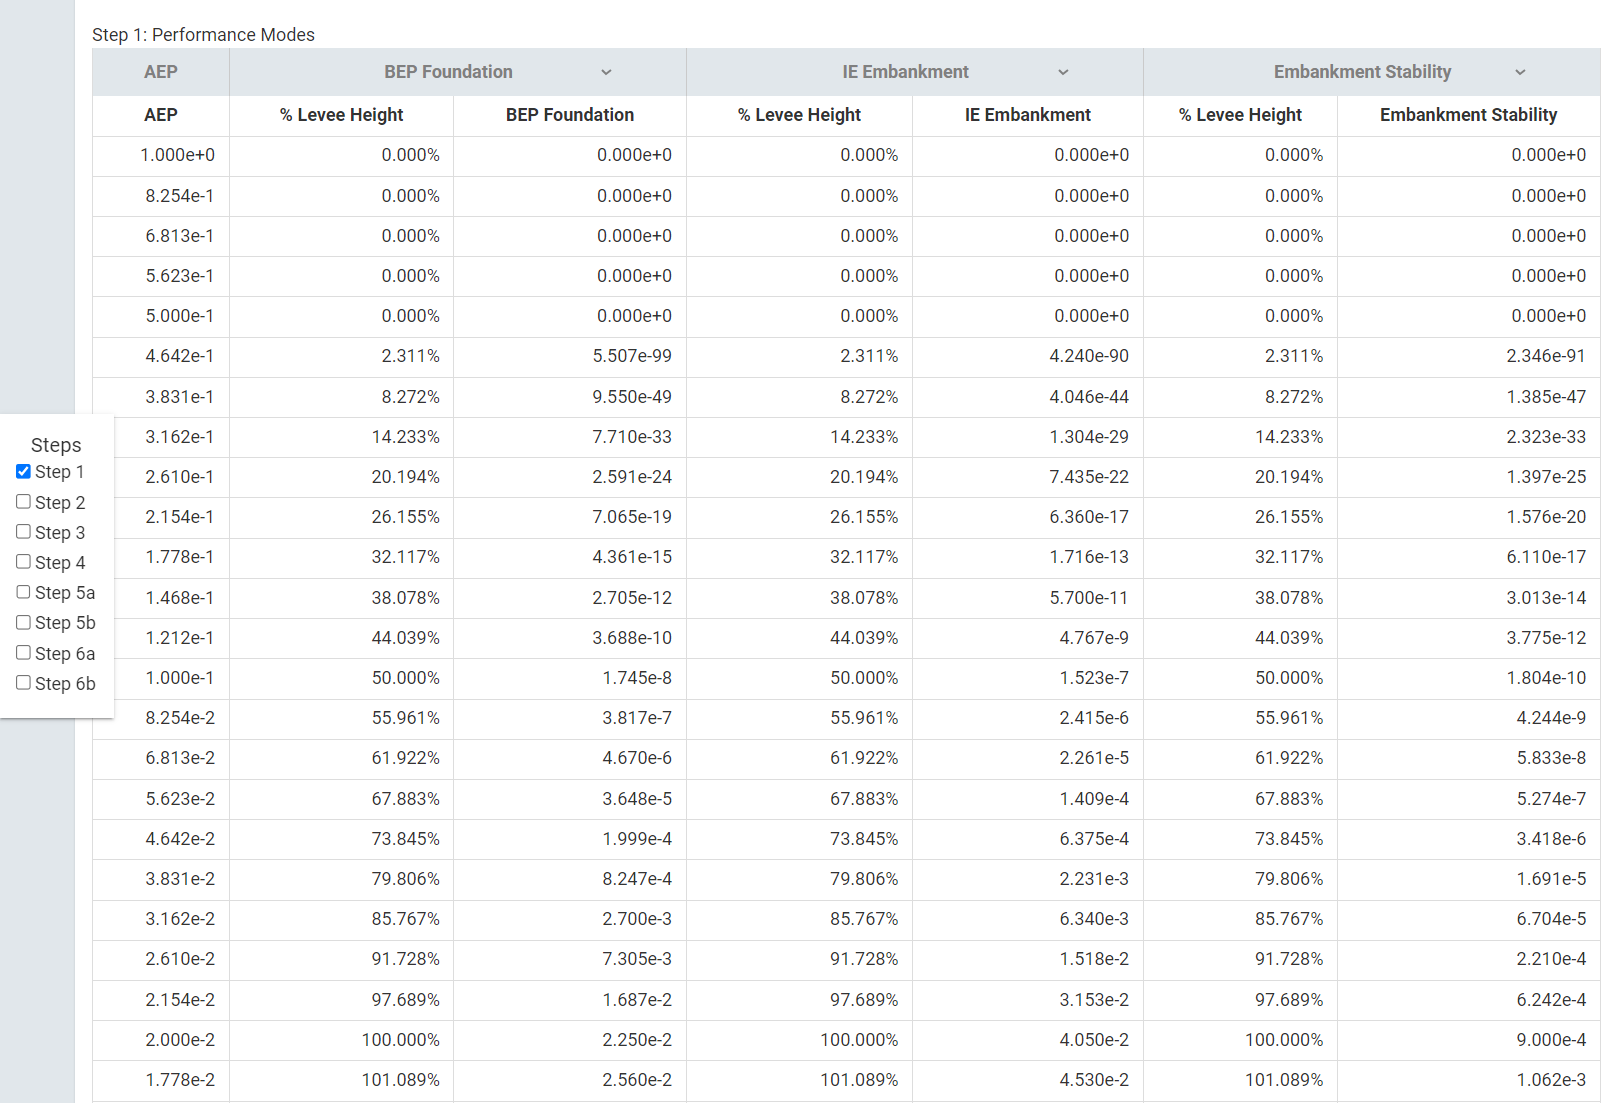 Step 1: Performance Modes
AEP BEP Foundation IE Embankment Embankment Stability
AEP % Levee Height BEP Foundation % Levee Height IE Embankment % Levee Height Embankment Stability
1.000e+0 0.000% 0.000e+0 0.000% 0.000e+0 0.000% 0.000e+0
8.254e-1 0.000% 0.000e+0 0.000% 0.000e+0 0.000% 0.000e+0
6.813e-1 0.000% 0.000e+0 0.000% 0.000e+0 0.000% 0.000e+0
5.623e-1 0.000% 0.000e+0 0.000% 0.000e+0 0.000% 0.000e+0
5.000e-1 0.000% 0.000e+0 0.000% 0.000e+0 0.000% 0.000e+0
4.642e-1 2.311% 5.507e-99 2.311% 4.240e-90 2.311% 2.346e-91
3.831e-1 8.272% 9.550e-49 8.272% 4.046e-44 8.272% 1.385e-47
3.162e-1 14.233% 7.710e-33 14.233% 1.304e-29 14.233% 2.323e-33
2.610e-1 20.194% 2.591e-24 20.194% 7.435e-22 20.194% 1.397e-25
2.154e-1 26.155% 7.065e-19 26.155% 6.360e-17 26.155% 1.576e-20
1.778e-1 32.117% 4.361e-15 32.117% 1.716e-13 32.117% 6.110e-17
1.468e-1 38.078% 2.705e-12 38.078% 5.700e-11 38.078% 3.013e-14
1.212e-1 44.039% 3.688e-10 44.039% 4.767e-9 44.039% 3.775e-12
1.000e-1 50.000% 1.745e-8 50.000% 1.523e-7 50.000% 1.804e-10
8.254e-2 55.961% 3.817e-7 55.961% 2.415e-6 55.961% 4.244e-9
6.813e-2 61.922% 4.670e-6 61.922% 2.261e-5 61.922% 5.833e-8
5.623e-2 67.883% 3.648e-5 67.883% 1.409e-4 67.883% 5.274e-7
4.642e-2 73.845% 1.999e-4 73.845% 6.375e-4 73.845% 3.418e-6
3.831e-2 79.806% 8.247e-4 79.806% 2.231e-3 79.806% 1.691e-5
3.162e-2 85.767% 2.700e-3 85.767% 6.340e-3 85.767% 6.704e-5
2.610e-2 91.728% 7.305e-3 91.728% 1.518e-2 91.728% 2.210e-4
2.154e-2 97.689% 1.687e-2 97.689% 3.153e-2 97.689% 6.242e-4
2.000e-2 100.000% 2.250e-2 100.000% 4.050e-2 100.000% 9.000e-4
1.778e-2 101.089% 2.560e-2 101.089% 4.530e-2 101.089% 1.062e-3
Steps
Step 1
Step 2
Step 3
Step 4
Step 5a
Step 5b
Step 6a
Step 6b